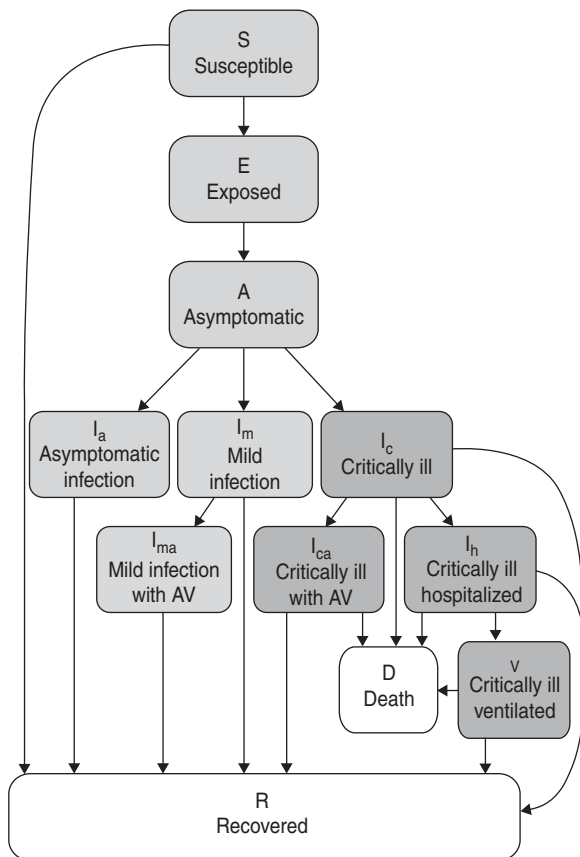 S
Susceptible
E
Exposed
A
Asymptomatic
Ia
Asymptomatic
infection
Im
Mild
infection
Ic
Critically ill
Ima
Mild infection
with AV
Ica
Critically ill
with AV
Ih
Critically ill
hospitalized
D
Death
V
Critically ill
ventilated
R
Recovered